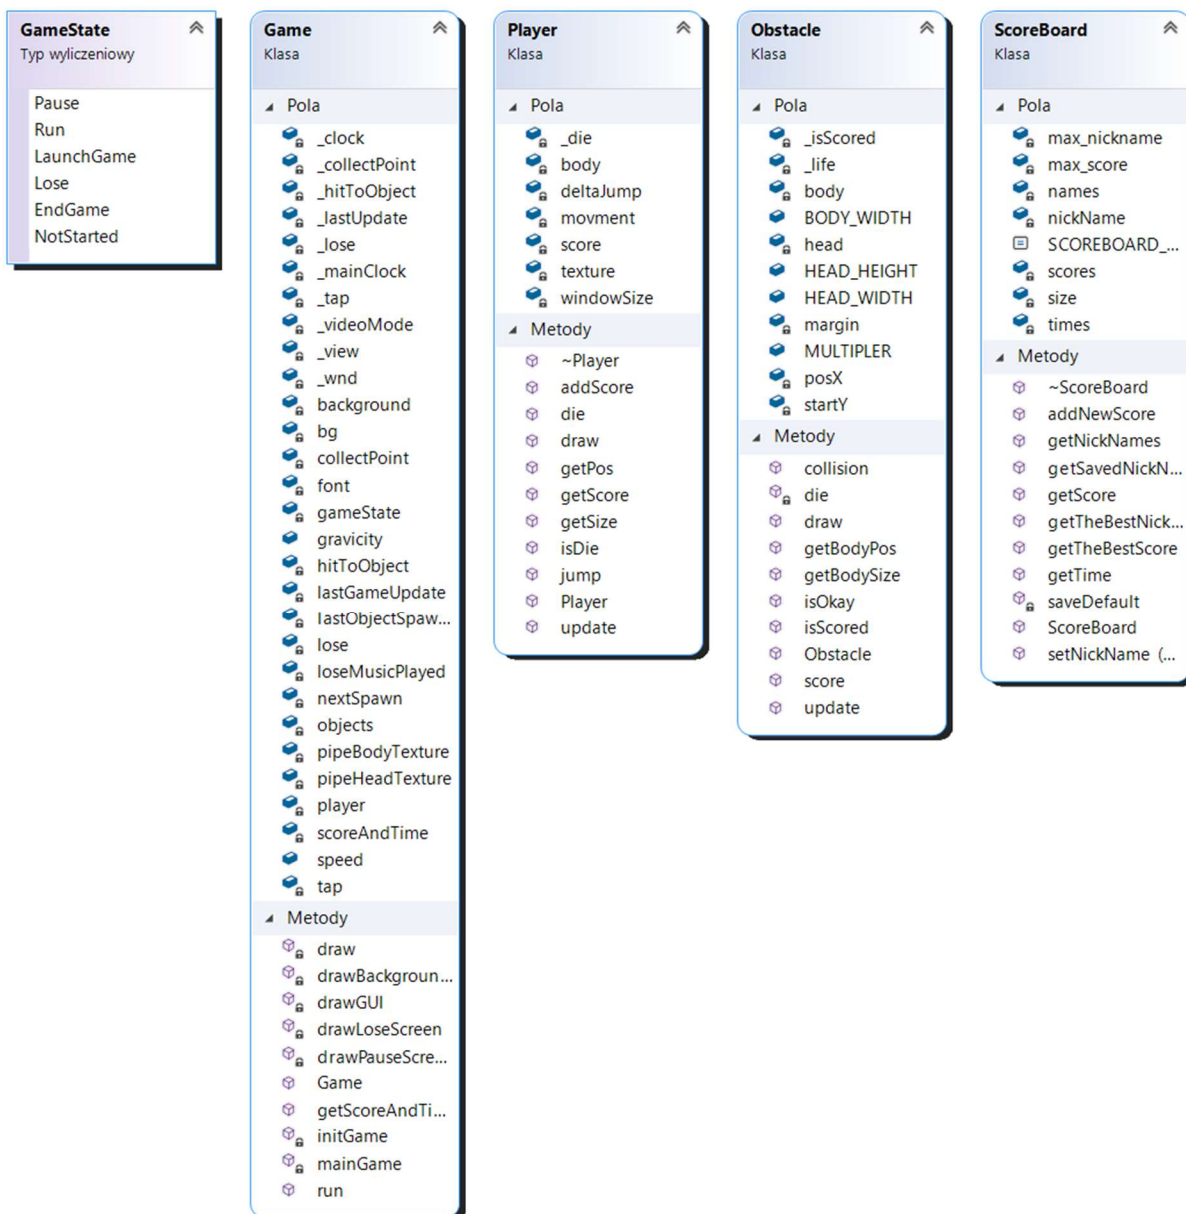 GameState
Typ wyliczeniowy
Pause
Run
LaunchGame
Lose
EndGame
NotStarted
Game
Klasa
Pola
_clock
_collectPoint
_hitToObject
_lastUpdate
_lose
_mainClock
_tap
_videoMode
_view
_wnd
background
bg
collectPoint
font
gameState
gravicity
hitToObject
lastGameUpdate
lastObjectSpaw...
lose
loseMusicPlayed
nextSpawn
objects
pipeBodyTexture
pipeHeadTexture
player
scoreAndTime
speed
tap
Metody
draw
drawBackgroun...
drawGUI
drawLoseScreen
drawPauseScre...
Game
getScoreAndTi...
initGame
mainGame
run
Player
Klasa
Pola
_die
body
deltaJump
movment
score
texture
windowSize
Metody
~Player
addScore
die
draw
getPos
getScore
getSize
isDie
jump
Player
update
Obstacle
Klasa
Pola
_isScored
_life
body
BODY_WIDTH
head
HEAD_HEIGHT
HEAD_WIDTH
margin
MULTIPLER
posX
startY
Metody
collision
die
draw
getBodyPos
getBodySize
isOkay
isScored
Obstacle
score
update
ScoreBoard
Klasa
Pola
max_nickname
max_score
names
nickName
SCOREBOARD_...
scores
size
times
Metody
~ScoreBoard
addNewScore
getNickNames
getSavedNickN...
getScore
getTheBestNick...
getTheBestScore
getTime
saveDefault
ScoreBoard
setNickName (...